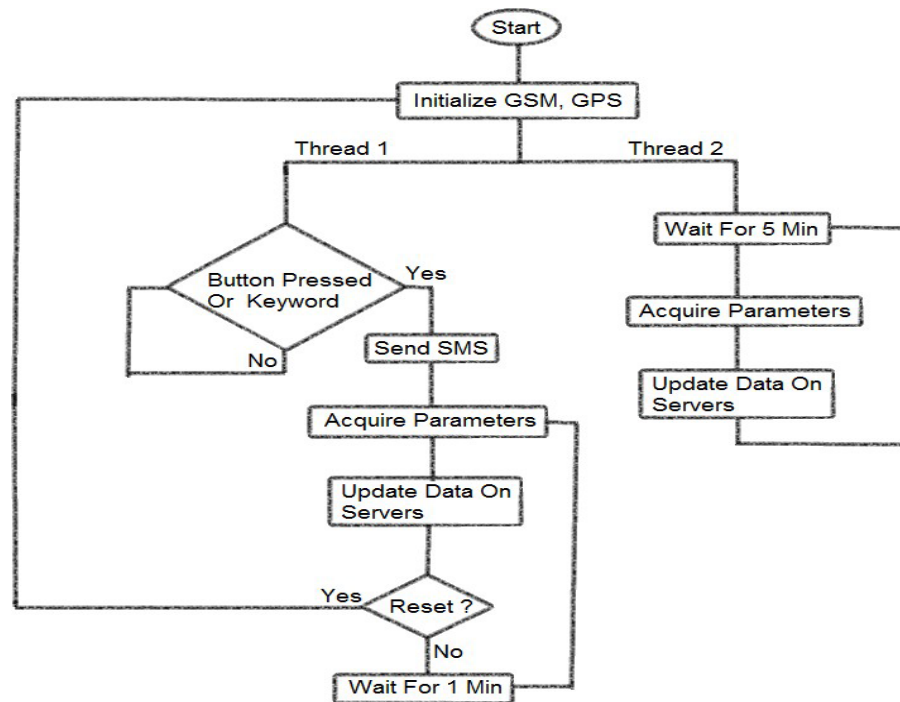 Start
Initialize GSM, GPS
Thread 1
Thread 2
Wait For 5 Min
Button Pressed
Or Keyword
Yes
No
Send SMS
Acquire Parameters
Update Data On
Servers
Acquire Parameters
Update Data On
Servers
Yes
Reset ?
No
Wait For 1 Min